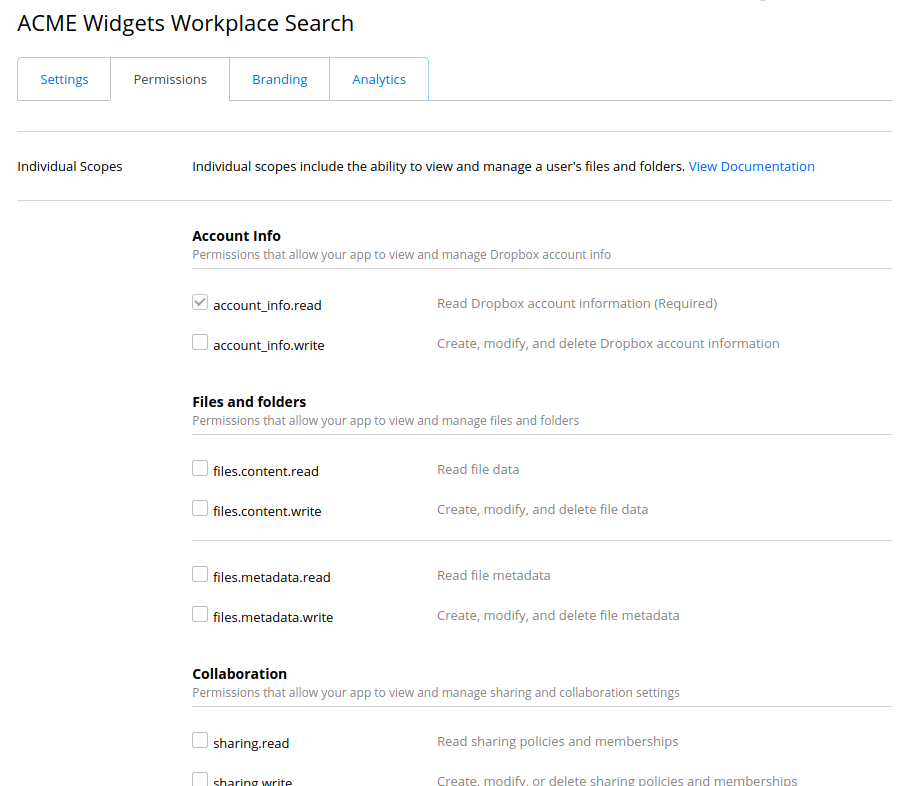 ACME Widgets Workplace Search
Settings Permissions Branding Analytics
Individual Scopes Individual scopes include the ability to view and manage a user's files and folders. View Documentation
Account Info
Permissions that allow your app to view and manage Dropbox account info
account_info.read Read Dropbox account information (Required)
account_info.write Create, modify, and delete Dropbox account information
Files and folders
Permissions that allow your app to view and manage files and folders
files.content.read Read file data
files.content.write Create, modify, and delete file data
files.metadata.read Read file metadata
files.metadata.write Create, modify, and delete file metadata
Collaboration
Permissions that allow your app to view and manage sharing and collaboration settings
sharing.read Read sharing policies and memberships
sharing.write Create, modify, or delete sharing policies and memberships